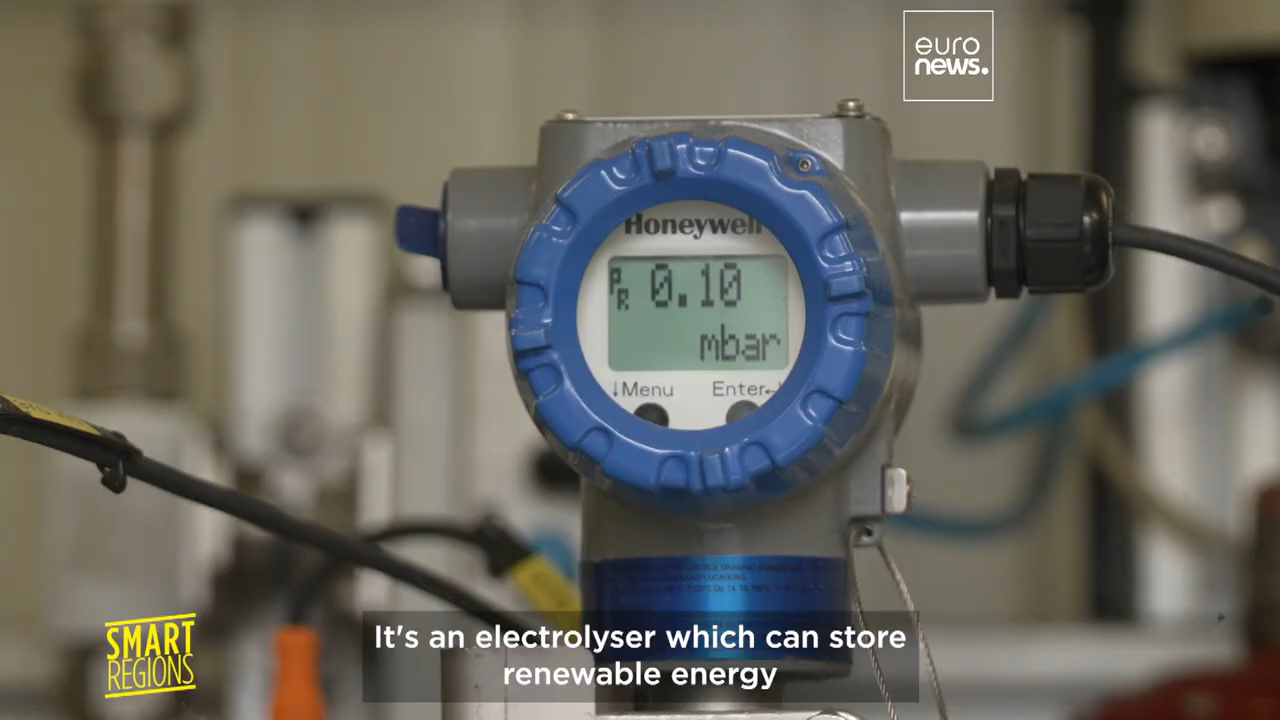 euro
news.
Honeywell
PR 0.10
mbar
↓Menu Enter↵
SMART
REGIONS
It's an electrolyser which can store
renewable energy